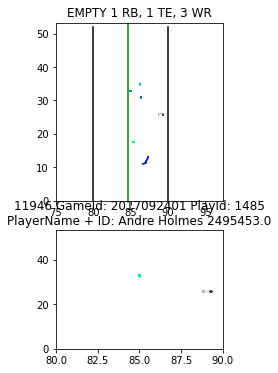 EMPTY 1 RB, 1 TE, 3 WR
50
40
30
20
10
0
75 80 85 90 95
11946 GameId: 2017092401 PlayId: 1485
PlayerName + ID: Andre Holmes 2495453.0
40
20
0
80.0 82.5 85.0 87.5 90.0